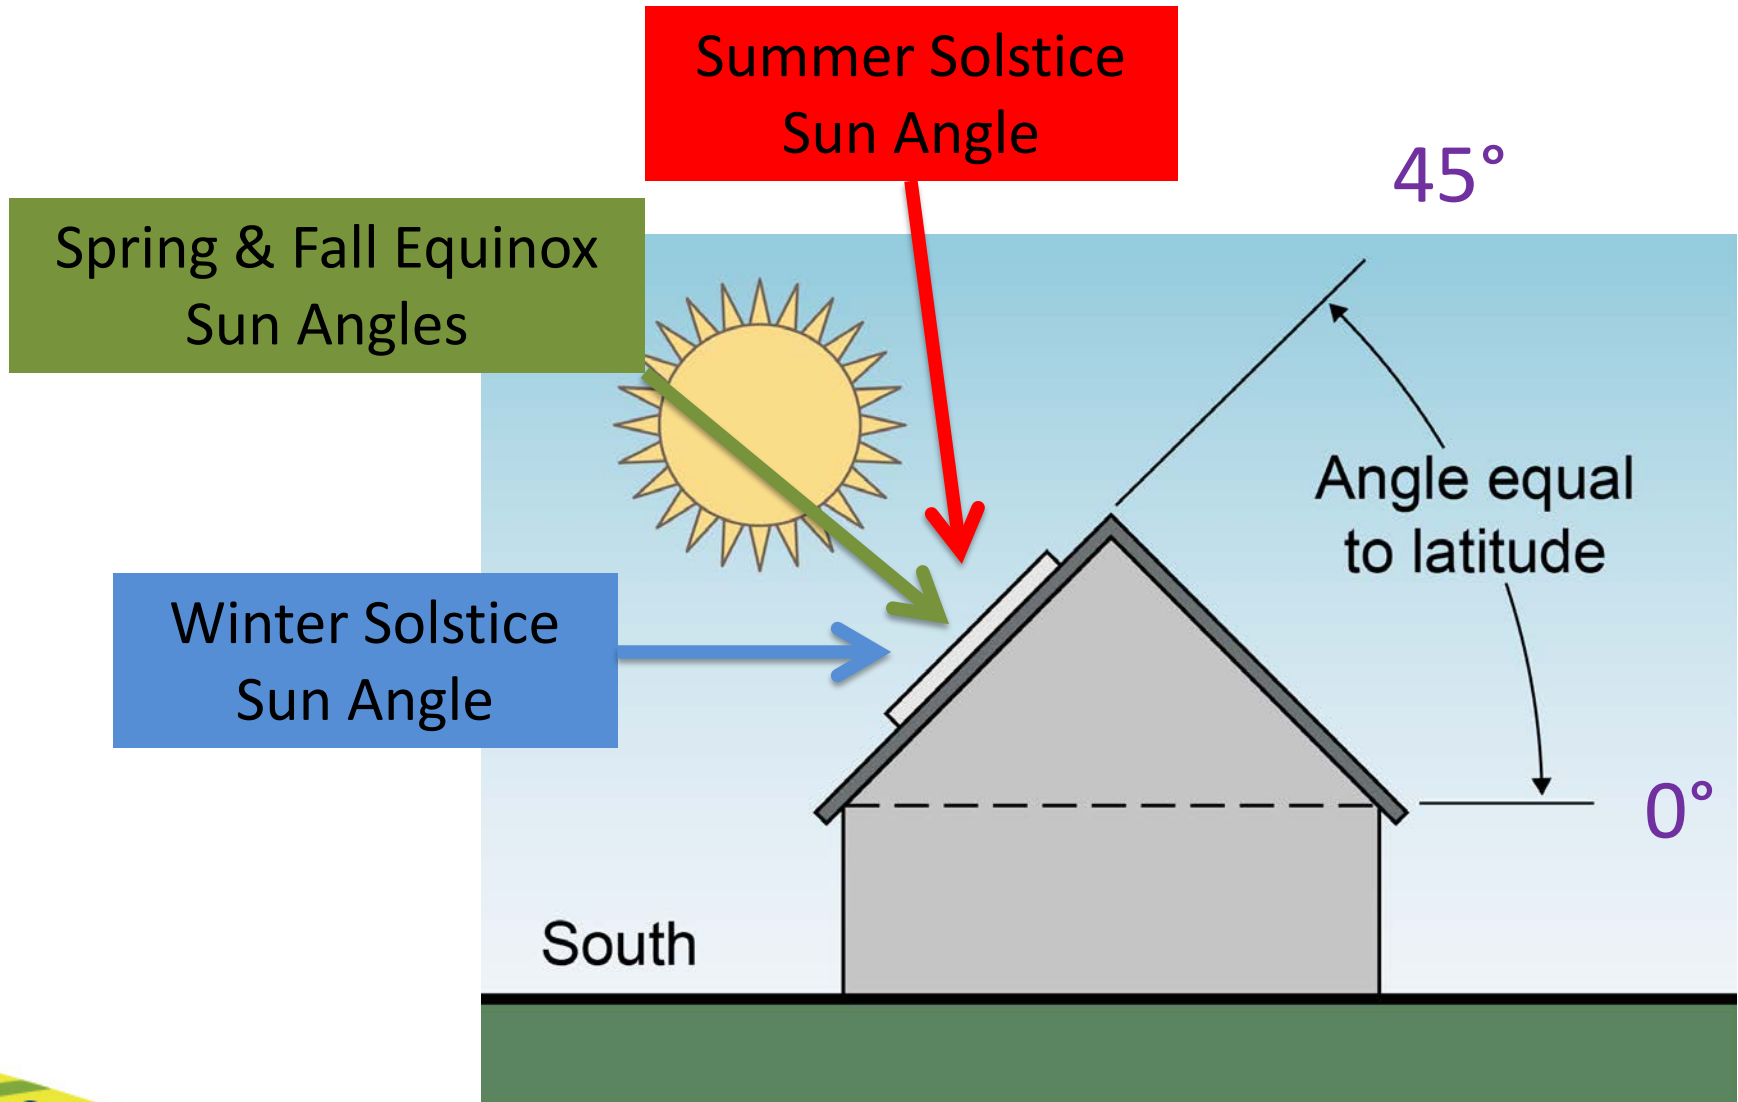 Summer Solstice
Sun Angle
45°
Spring & Fall Equinox
Sun Angles
Angle equal
to latitude
Winter Solstice
Sun Angle
0°
South